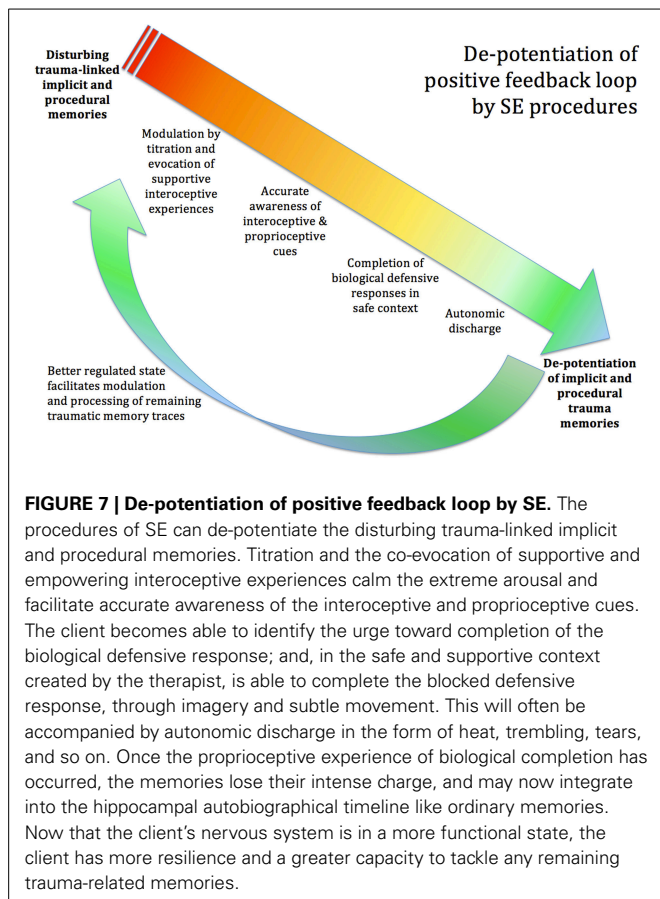 Disturbing
trauma-linked
implicit and
procedural
memories
De-potentiation of
positive feedback loop
by SE procedures
Modulation by
titration and
evocation of
supportive
interoceptive
experiences
Accurate
awareness of
interoceptive &
proprioceptive
cues
Completion of
biological defensive
responses in
safe context
Autonomic
discharge
De-potentiation
of implicit and
procedural
trauma
memories
Better regulated state
facilitates modulation
and processing of remaining
traumatic memory traces
FIGURE 7 | De-potentiation of positive feedback loop by SE. The
procedures of SE can de-potentiate the disturbing trauma-linked implicit
and procedural memories. Titration and the co-evocation of supportive and
empowering interoceptive experiences calm the extreme arousal and
facilitate accurate awareness of the interoceptive and proprioceptive cues.
The client becomes able to identify the urge toward completion of the
biological defensive response; and, in the safe and supportive context
created by the therapist, is able to complete the blocked defensive
response, through imagery and subtle movement. This will often be
accompanied by autonomic discharge in the form of heat, trembling, tears,
and so on. Once the proprioceptive experience of biological completion has
occurred, the memories lose their intense charge, and may now integrate
into the hippocampal autobiographical timeline like ordinary memories.
Now that the client's nervous system is in a more functional state, the
client has more resilience and a greater capacity to tackle any remaining
trauma-related memories.